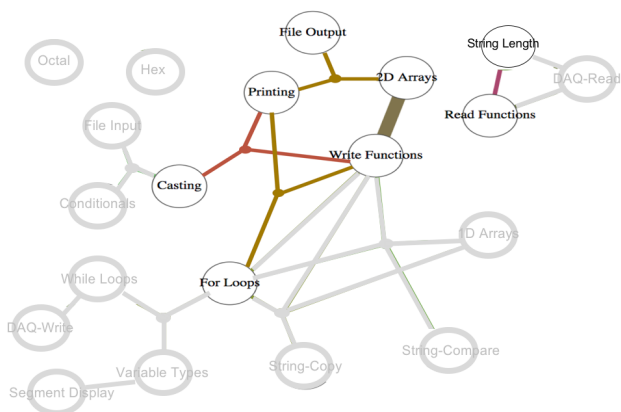 File Output
String Length
Octal
Hex
2D Arrays
DAQ-Read
Printing
Read Functions
File Input
Write Functions
Casting
Conditionals
1D Arrays
While Loops
For Loops
DAQ-Write
String-Compare
Variable Types
String-Copy
Segment Display